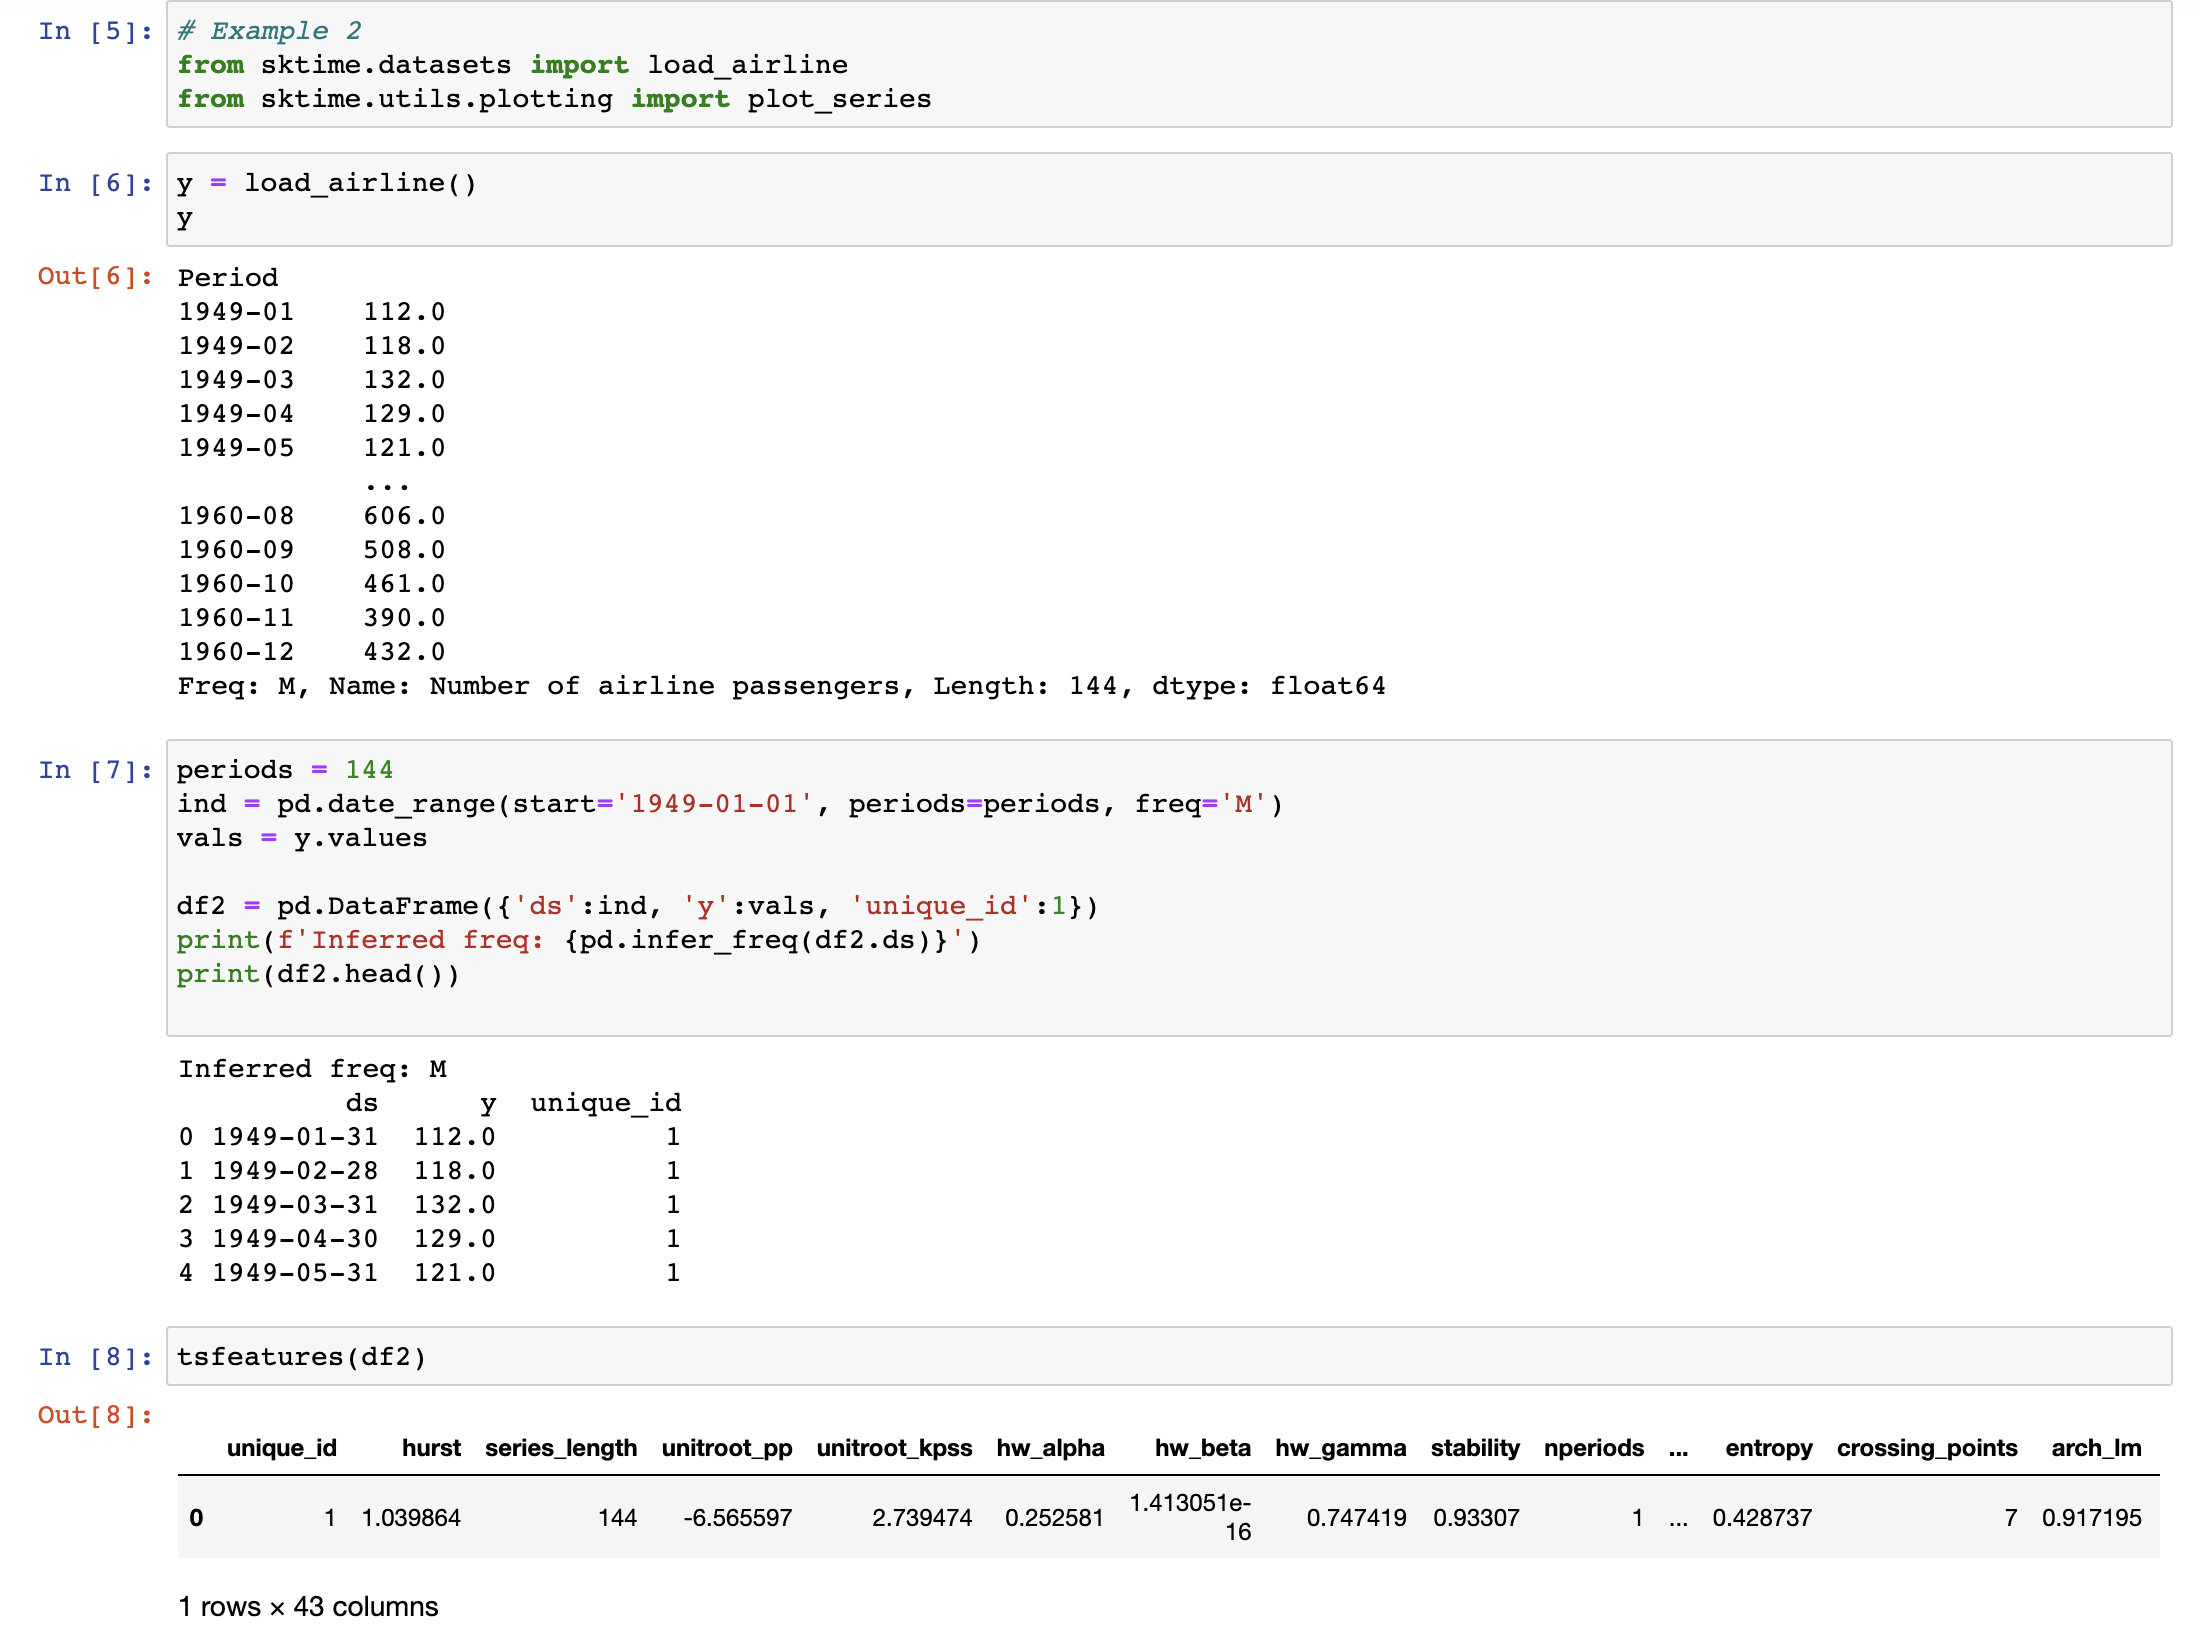 In [5]: # Example 2
from sktime.datasets import load_airline
from sktime.utils.plotting import plot_series
In [6]: y = load_airline()
y
Out[6]: Period
1949-01    112.0
1949-02    118.0
1949-03    132.0
1949-04    129.0
1949-05    121.0
...
1960-08    606.0
1960-09    508.0
1960-10    461.0
1960-11    390.0
1960-12    432.0
Freq: M, Name: Number of airline passengers, Length: 144, dtype: float64
In [7]: periods = 144
ind = pd.date_range(start='1949-01-01', periods=periods, freq='M')
vals = y.values
df2 = pd.DataFrame({'ds':ind, 'y':vals, 'unique_id':1})
print(f'Inferred freq: {pd.infer_freq(df2.ds)}')
print(df2.head())
Inferred freq: M
ds      y  unique_id
0 1949-01-31  112.0          1
1 1949-02-28  118.0          1
2 1949-03-31  132.0          1
3 1949-04-30  129.0          1
4 1949-05-31  121.0          1
In [8]: tsfeatures(df2)
Out[8]:
unique_id hurst series_length unitroot_pp unitroot_kpss hw_alpha hw_beta hw_gamma stability nperiods ... entropy crossing_points arch_lm
0 1 1.039864 144 -6.565597 2.739474 0.252581 1.413051e-16 0.747419 0.93307 1 ... 0.428737 7 0.917195
1 rows × 43 columns